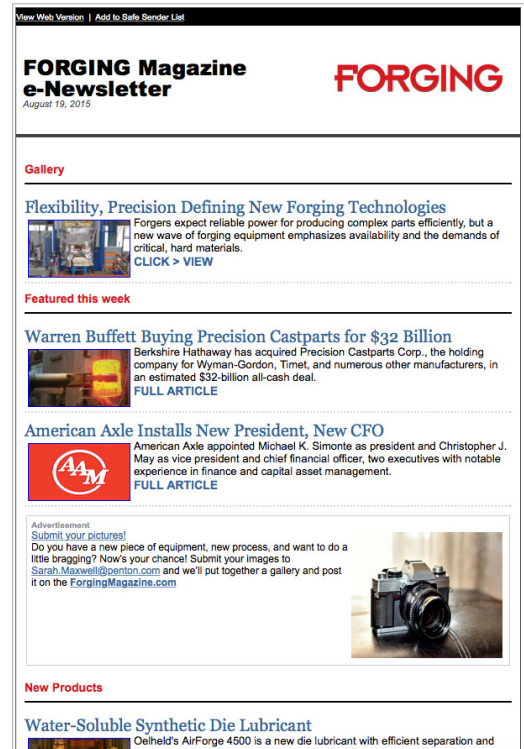 View Web Version | Add to Safe Sender List
FORGING Magazine
e-Newsletter
August 19, 2015
FORGING
Gallery
Flexibility, Precision Defining New Forging Technologies
Forgers expect reliable power for producing complex parts efficiently, but a
new wave of forging equipment emphasizes availability and the demands of
critical, hard materials.
CLICK > VIEW
Featured this week
Warren Buffett Buying Precision Castparts for $32 Billion
Berkshire Hathaway has acquired Precision Castparts Corp., the holding
company for Wyman-Gordon, Timet, and numerous other manufacturers, in
an estimated $32-billion all-cash deal.
FULL ARTICLE
American Axle Installs New President, New CFO
AAM
American Axle appointed Michael K. Simonte as president and Christopher J.
May as vice president and chief financial officer, two executives with notable
experience in finance and capital asset management.
FULL ARTICLE
Advertisement
Submit your pictures!
Do you have a new piece of equipment, new process, and want to do a
little bragging? Now's your chance! Submit your images to
Sarah.Maxwell@penton.com and we'll put together a gallery and post
it on the ForgingMagazine.com
New Products
Water-Soluble Synthetic Die Lubricant
Oelheld's AirForge 4500 is a new die lubricant with efficient separation and